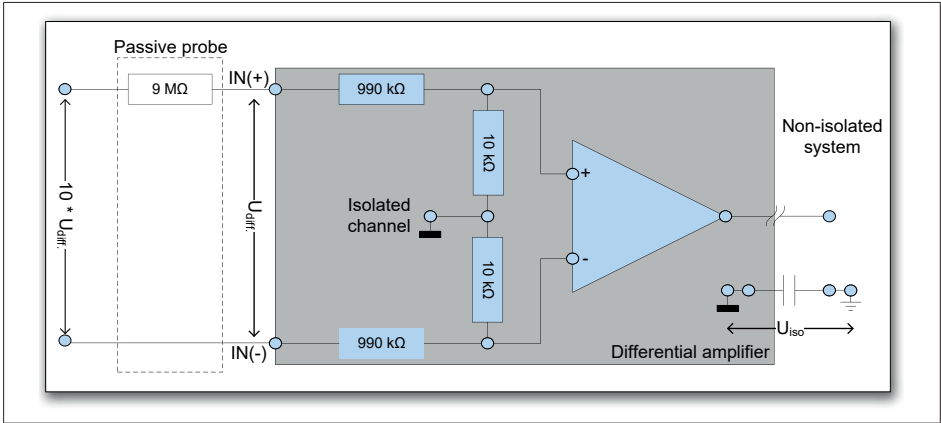 Passive probe
9 MΩ
IN(+)
990 kΩ
10 kΩ
+
Non-isolated
system
10 * Udiff.
Udiff.
Isolated
channel
10 kΩ
-
IN(-)
990 kΩ
Differential amplifier
Uiso